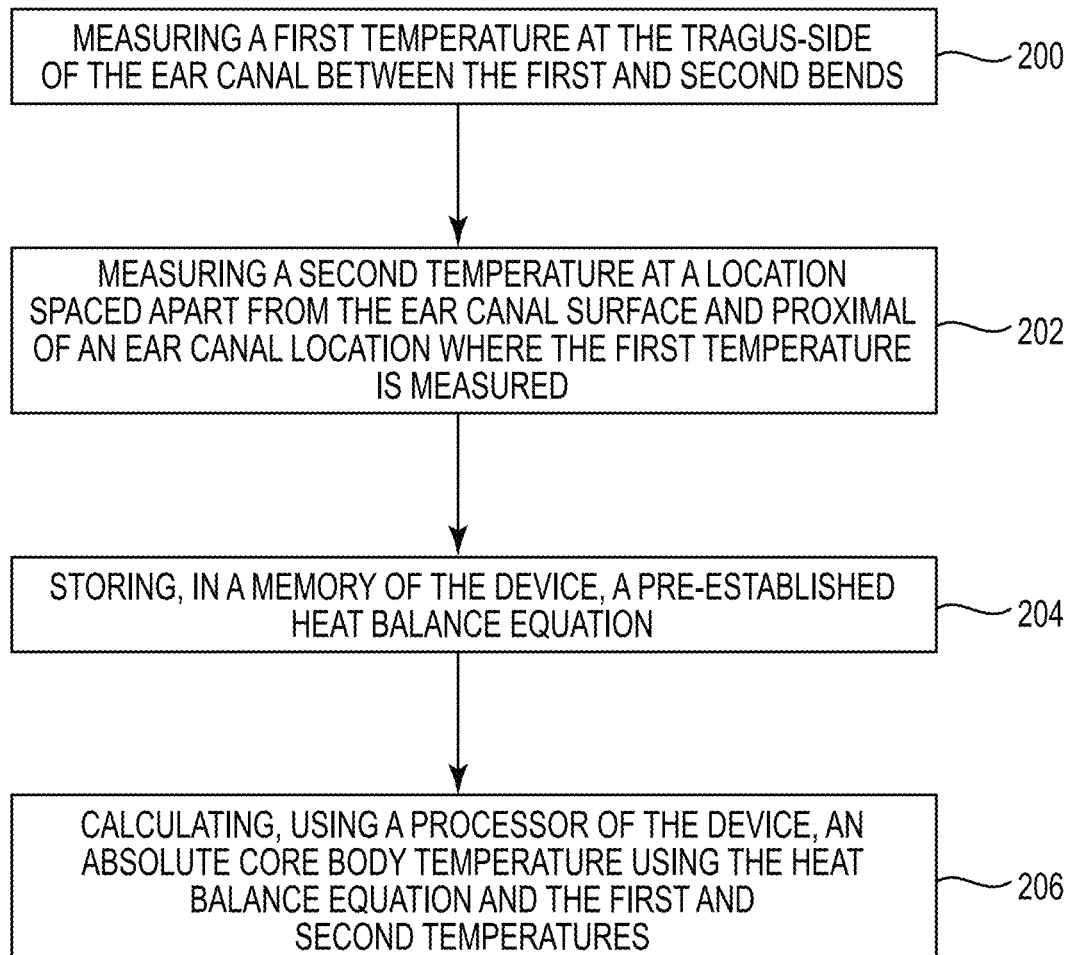 MEASURING A FIRST TEMPERATURE AT THE TRAGUS-SIDE
OF THE EAR CANAL BETWEEN THE FIRST AND SECOND BENDS
200
MEASURING A SECOND TEMPERATURE AT A LOCATION
SPACED APART FROM THE EAR CANAL SURFACE AND PROXIMAL
OF AN EAR CANAL LOCATION WHERE THE FIRST TEMPERATURE
IS MEASURED
202
STORING, IN A MEMORY OF THE DEVICE, A PRE-ESTABLISHED
HEAT BALANCE EQUATION
204
CALCULATING, USING A PROCESSOR OF THE DEVICE, AN
ABSOLUTE CORE BODY TEMPERATURE USING THE HEAT
BALANCE EQUATION AND THE FIRST AND
SECOND TEMPERATURES
206